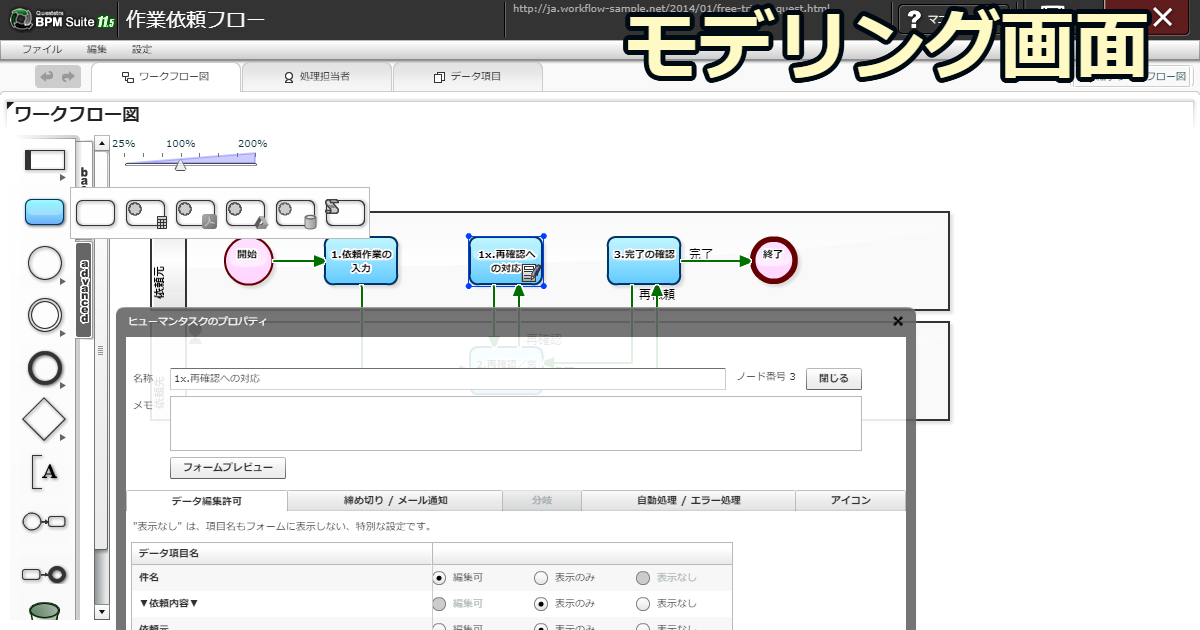 Questetra
BPM Suite 11.5
作業依頼フロー
http://ja.workflow-sample.net/2014/01/free-
モデリング画面
ファイル 編集 設定
ワークフロー図
処理担当者
データ項目
フロー図
ワークフロー図
25% 100% 200%
advanced
依頼元
開始
1.依頼作業の
入力
1x.再確認へ
の対応
3.完了の確認
完了
終了
再依頼
再確認
依頼先
ヒューマンタスクのプロパティ
名称
1x.再確認への対応
ノード番号 3
閉じる
メモ
A
フォームプレビュー
データ編集許可
締め切り / メール通知
分岐
自動処理 / エラー処理
アイコン
"表示なし" は、項目名もフォームに表示しない、特別な設定です。
データ項目名
件名 編集可 表示のみ 表示なし
▼依頼内容▼ 編集可 表示のみ 表示なし
依頼元 編集可 表示のみ 表示なし